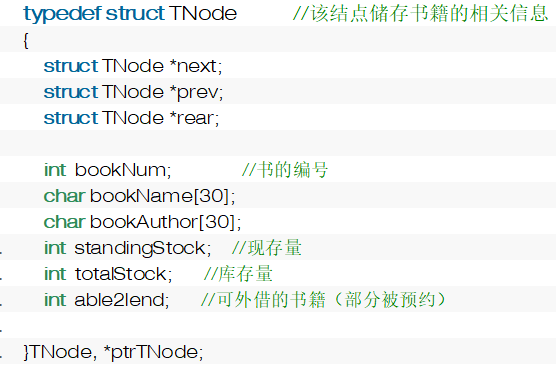 typedef struct TNode //该结点储存书籍的相关信息
{
struct TNode *next;
struct TNode *prev;
struct TNode *rear;
int bookNum; //书的编号
char bookName[30];
char bookAuthor[30];
int standingStock; //现存量
int totalStock; //库存量
int able2lend; //可外借的书籍（部分被预约）
}TNode, *ptrTNode;